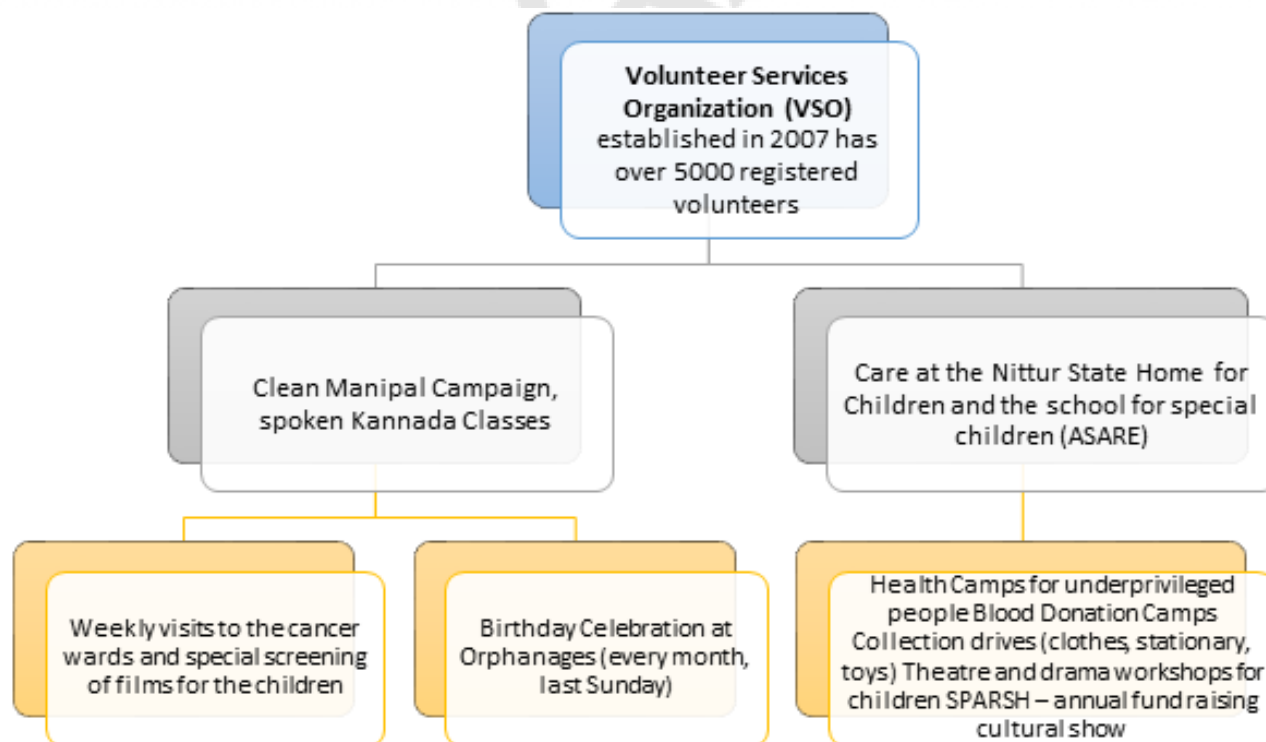 Volunteer Services
Organization (VSO)
established in 2007 has
over 5000 registered
volunteers
Clean Manipal Campaign,
spoken Kannada Classes
Care at the Nittur State Home for
Children and the school for special
children (ASARE)
Weekly visits to the cancer
wards and special screening
of films for the children
Birthday Celebration at
Orphanages (every month,
last Sunday)
Health Camps for underprivileged
people Blood Donation Camps
Collection drives (clothes, stationary,
toys) Theatre and drama workshops for
children SPARSH – annual fund raising
cultural show